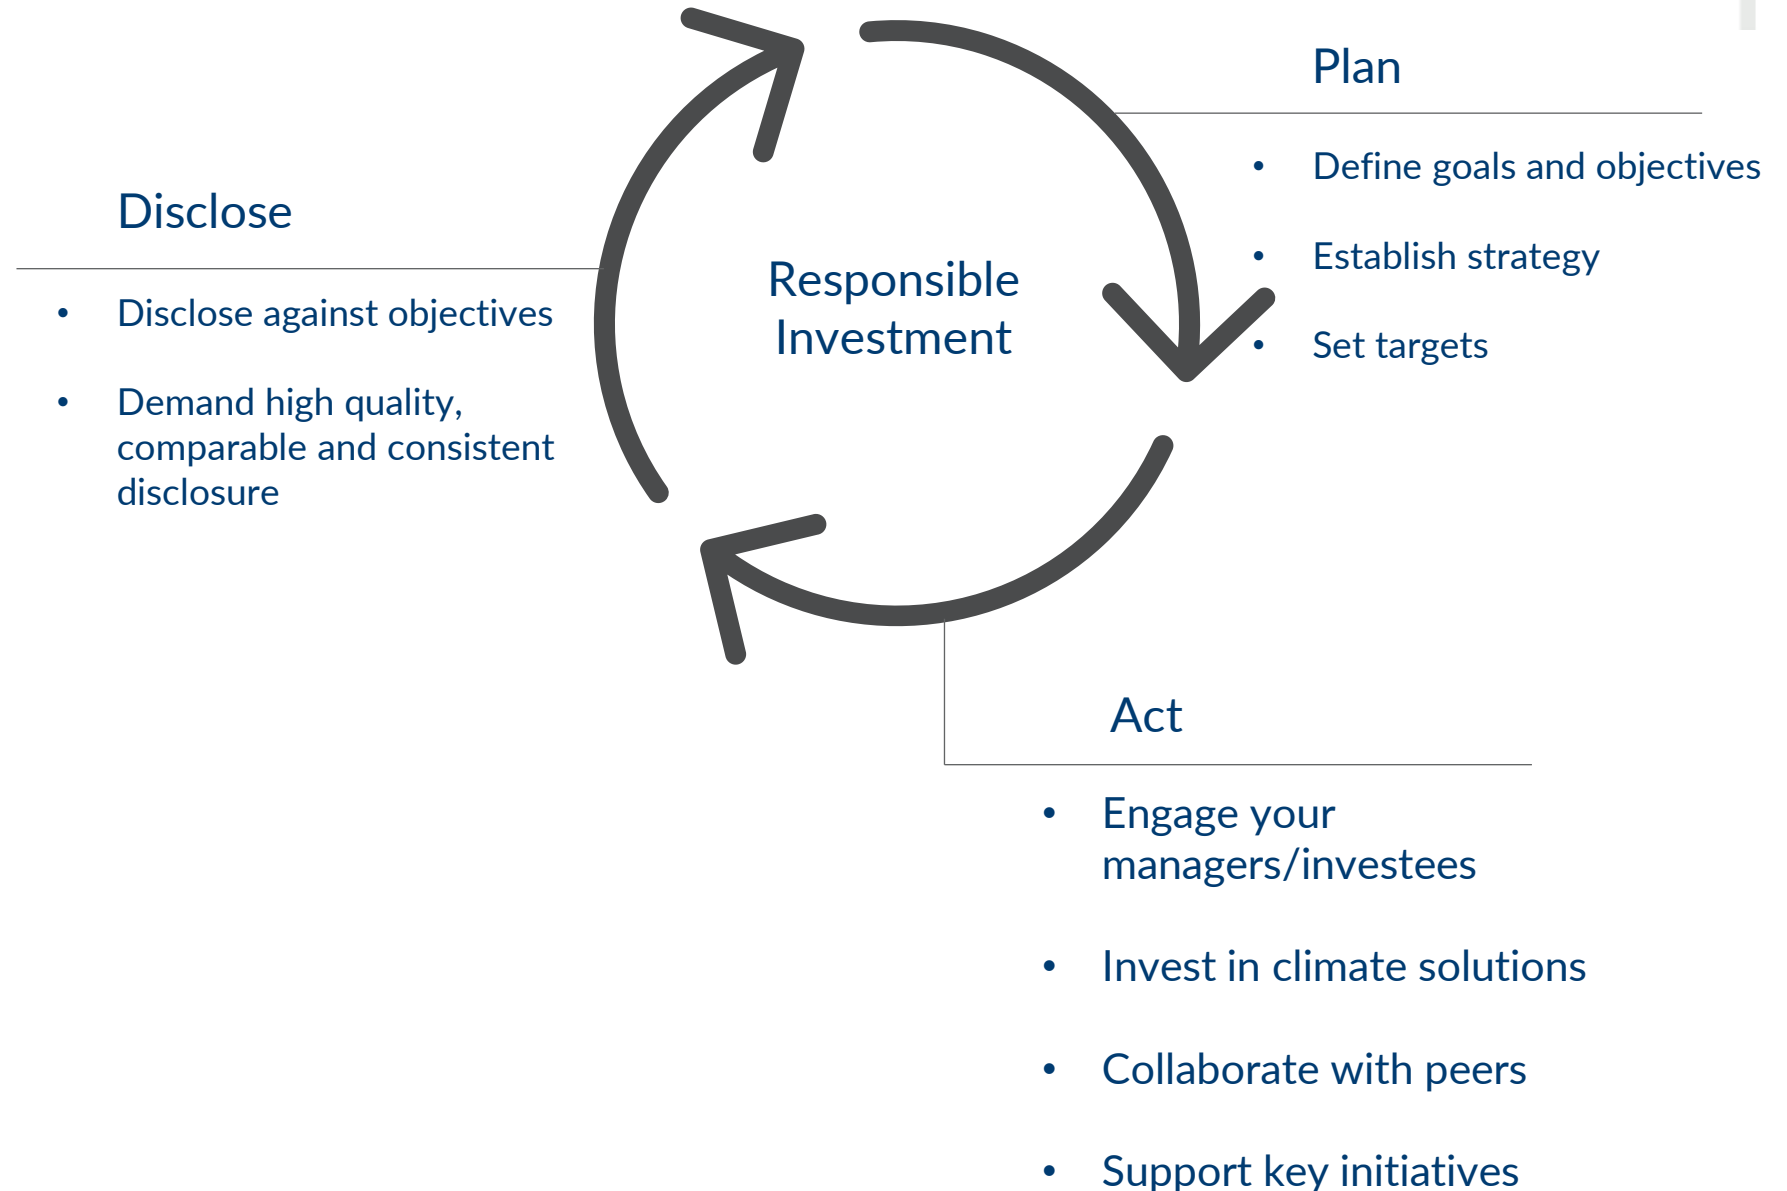 Plan
• Define goals and objectives
• Establish strategy
• Set targets
Disclose
• Disclose against objectives
• Demand high quality,
comparable and consistent
disclosure
Responsible
Investment
Act
• Engage your
managers/investees
• Invest in climate solutions
• Collaborate with peers
• Support key initiatives